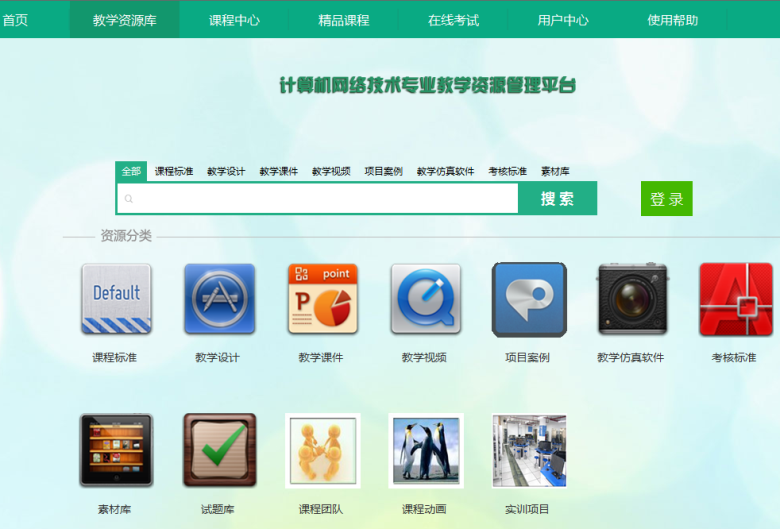 首页 教学资源库 课程中心 精品课程 在线考试 用户中心 使用帮助
计算机网络技术专业教学资源管理平台
全部 课程标准 教学设计 教学课件 教学视频 项目案例 教学仿真软件 考核标准 素材库
搜 索 登 录
资源分类
Default
point
P
课程标准 教学设计 教学课件 教学视频 项目案例 教学仿真软件 考核标准
素材库 试题库 课程团队 课程动画 实训项目